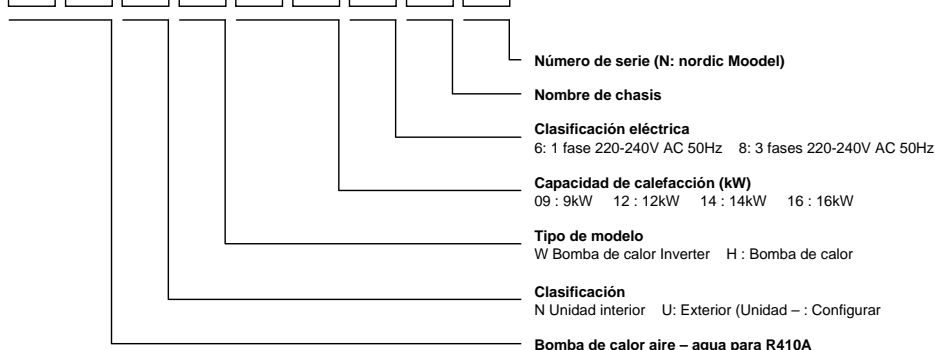 Número de serie (N: nordic Moodel)
Nombre de chasis
Clasificación eléctrica
6: 1 fase 220-240V AC 50Hz 8: 3 fases 220-240V AC 50Hz
Capacidad de calefacción (kW)
09 : 9kW 12 : 12kW 14 : 14kW 16 : 16kW
Tipo de modelo
W Bomba de calor Inverter H : Bomba de calor
Clasificación
N Unidad interior U: Exterior (Unidad – : Configurar
Bomba de calor aire – agua para R410A